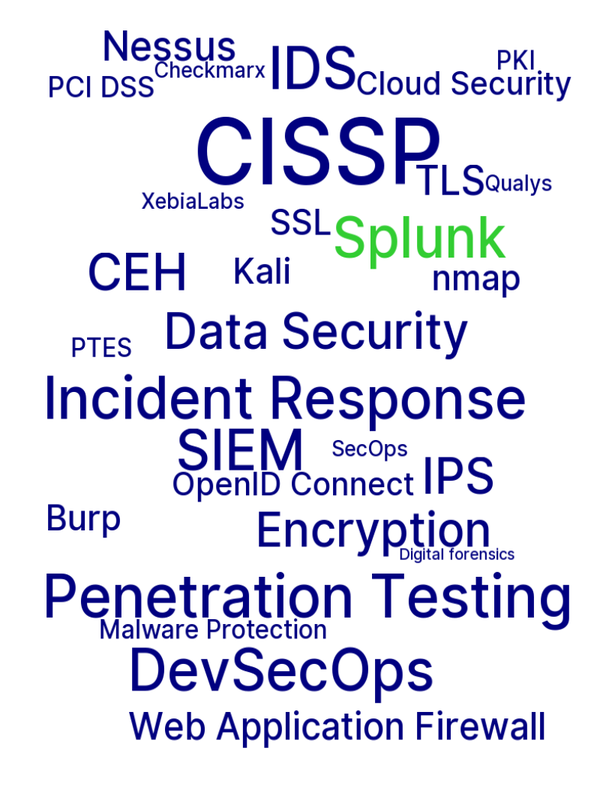 Nessus
Checkmarx
IDS
PKI
PCI DSS
Cloud Security
CISSP
TLS
Qualys
XebiaLabs
SSL
Splunk
CEH
Kali
nmap
Data Security
PTES
Incident Response
SIEM
SecOps
IPS
OpenID Connect
Burp
Encryption
Digital forensics
Penetration Testing
Malware Protection
DevSecOps
Web Application Firewall